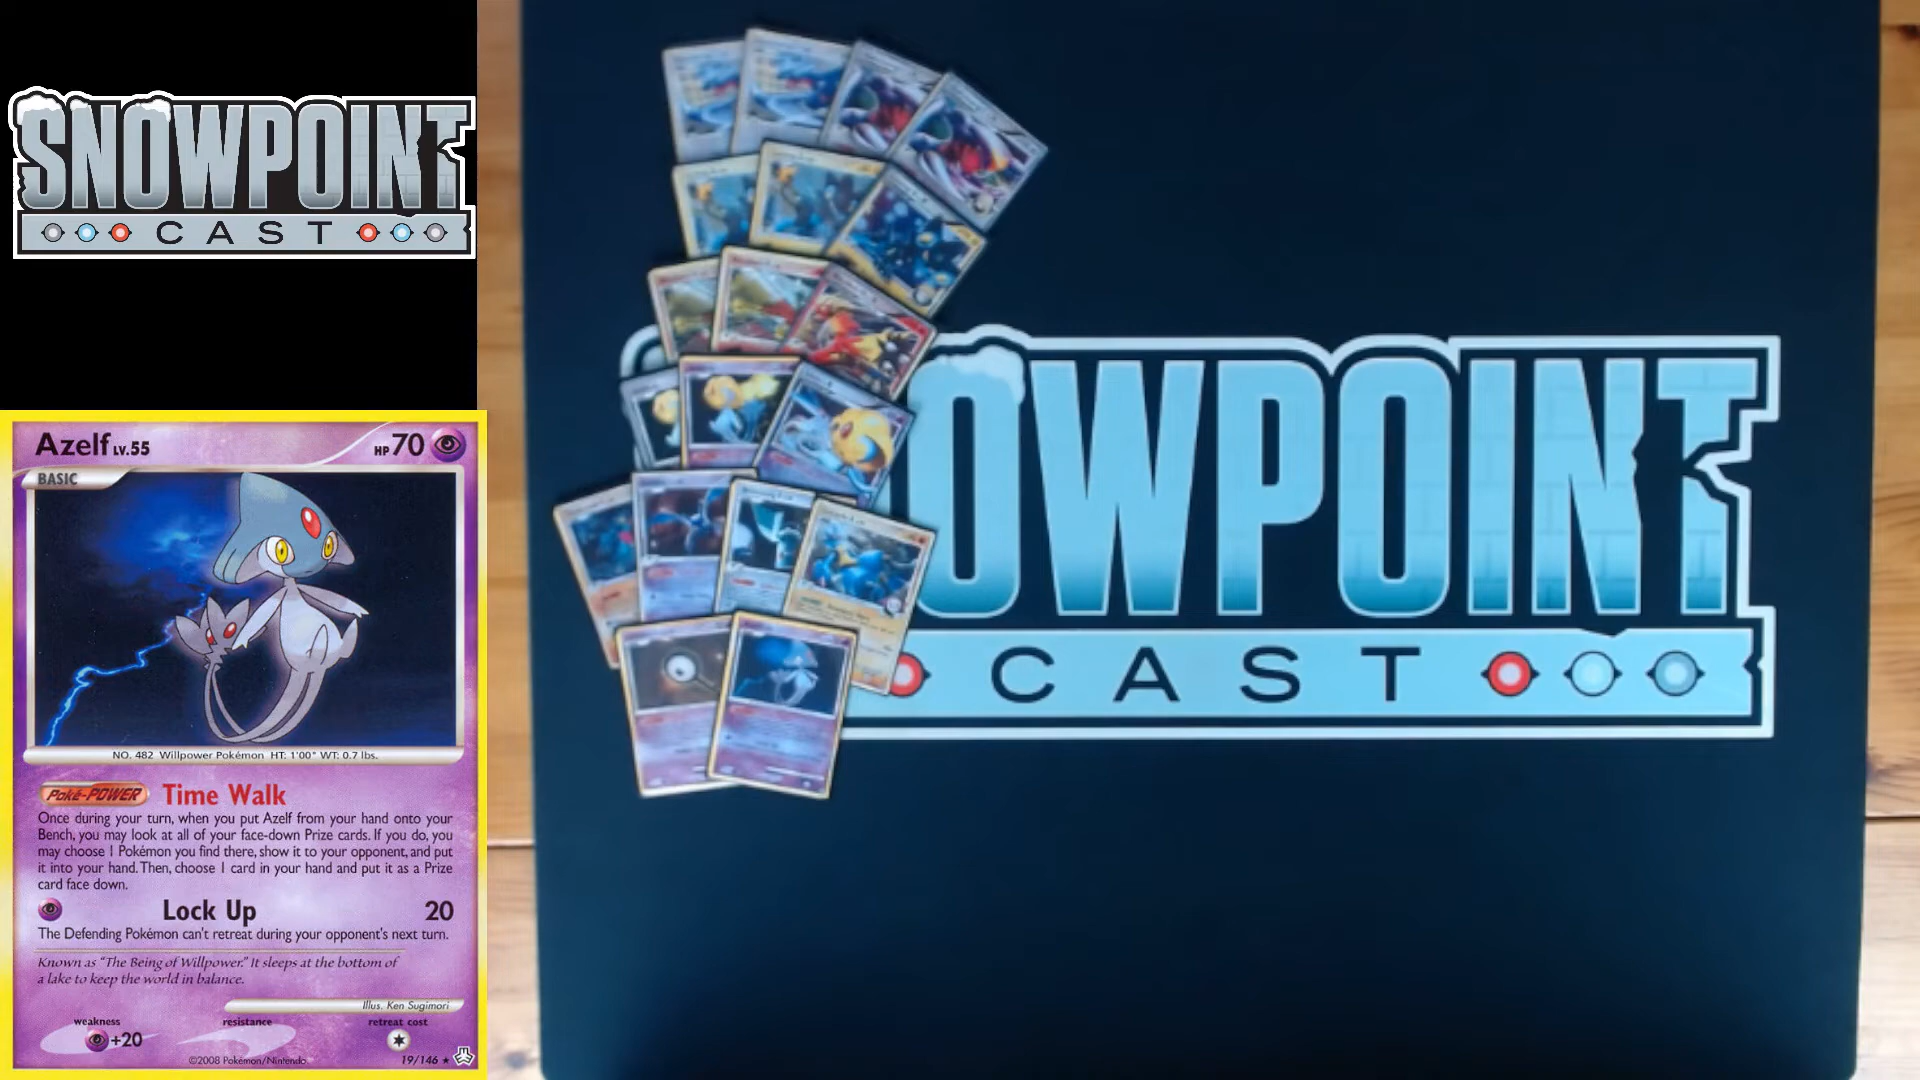 SNOWPOINT
CAST
Azelf LV.55
HP 70
BASIC
NO. 482 Willpower Pokémon HT: 1'00" WT: 0.7 lbs.
Poké-POWER Time Walk
Once during your turn, when you put Azelf from your hand onto your
Bench, you may look at all of your face-down Prize cards. If you do, you
may choose 1 Pokémon you find there, show it to your opponent, and put
it into your hand. Then, choose 1 card in your hand and put it as a Prize
card face down.
Lock Up 20
The Defending Pokémon can't retreat during your opponent's next turn.
Known as "The Being of Willpower." It sleeps at the bottom of
a lake to keep the world in balance.
Illus. Ken Sugimori
weakness resistance retreat cost
+20
©2008 Pokémon/Nintendo.
19/146
OWPOINT
CAST